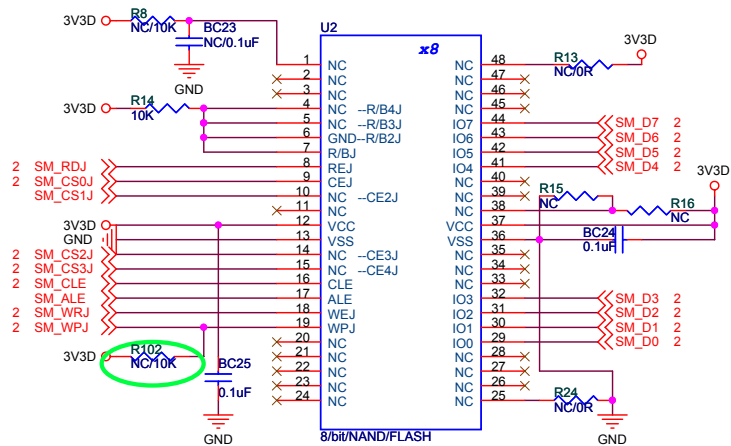 R8
3V3D
NC/10K
BC23
NC/0.1uF
GND
U2
x8
R13
NC/0R
3V3D
1 NC
2 NC
3 NC
4 NC --R/B4J
5 NC --R/B3J
6 GND--R/B2J
7 R/BJ
8 REJ
9 CEJ
10 NC --CE2J
11 NC
12 VCC
13 VSS
14 NC --CE3J
15 NC --CE4J
16 CLE
17 ALE
18 WEJ
19 WPJ
20 NC
21 NC
22 NC
23 NC
24 NC
NC 48
NC 47
NC 46
NC 45
IO7 44
IO6 43
IO5 42
IO4 41
NC 40
NC 39
NC 38
VCC 37
VSS 36
NC 35
NC 34
NC 33
IO3 32
IO2 31
IO1 30
IO0 29
NC 28
NC 27
NC 26
NC 25
3V3D
R14
10K
2 SM_RDJ
2 SM_CS0J
SM_CS1J
3V3D
GND
2 SM_CS2J
2 SM_CS3J
2 SM_CLE
SM_ALE
2 SM_WRJ
2 SM_WPJ
3V3D
R102
NC/10K
BC25
0.1uF
GND
SM_D7 2
SM_D6 2
SM_D5 2
SM_D4 2
3V3D
R15
NC
R16
NC
BC24
0.1uF
SM_D3 2
SM_D2 2
SM_D1 2
SM_D0 2
R24
NC/0R
GND
8/bit/NAND/FLASH